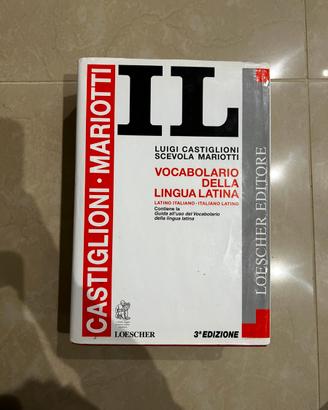 IL
LUIGI CASTIGLIONI
SCEVOLA MARIOTTI
VOCABOLARIO
DELLA
LINGUA LATINA
LATINO ITALIANO · ITALIANO LATINO
Contiene la
Guida all'uso del Vocabolario
della lingua latina
CASTIGLIONI · MARIOTTI
LOESCHER EDITORE
LOESCHER
3ª EDIZIONE